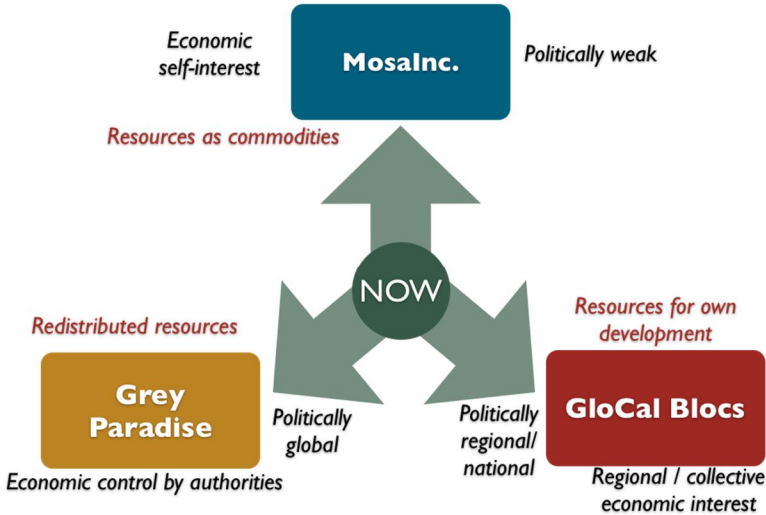 Economic
self-interest
MosaInc.
Politically weak
Resources as commodities
NOW
Redistributed resources
Resources for own
development
Grey
Paradise
Politically
global
Politically
regional/
national
GloCal Blocs
Economic control by authorities
Regional / collective
economic interest